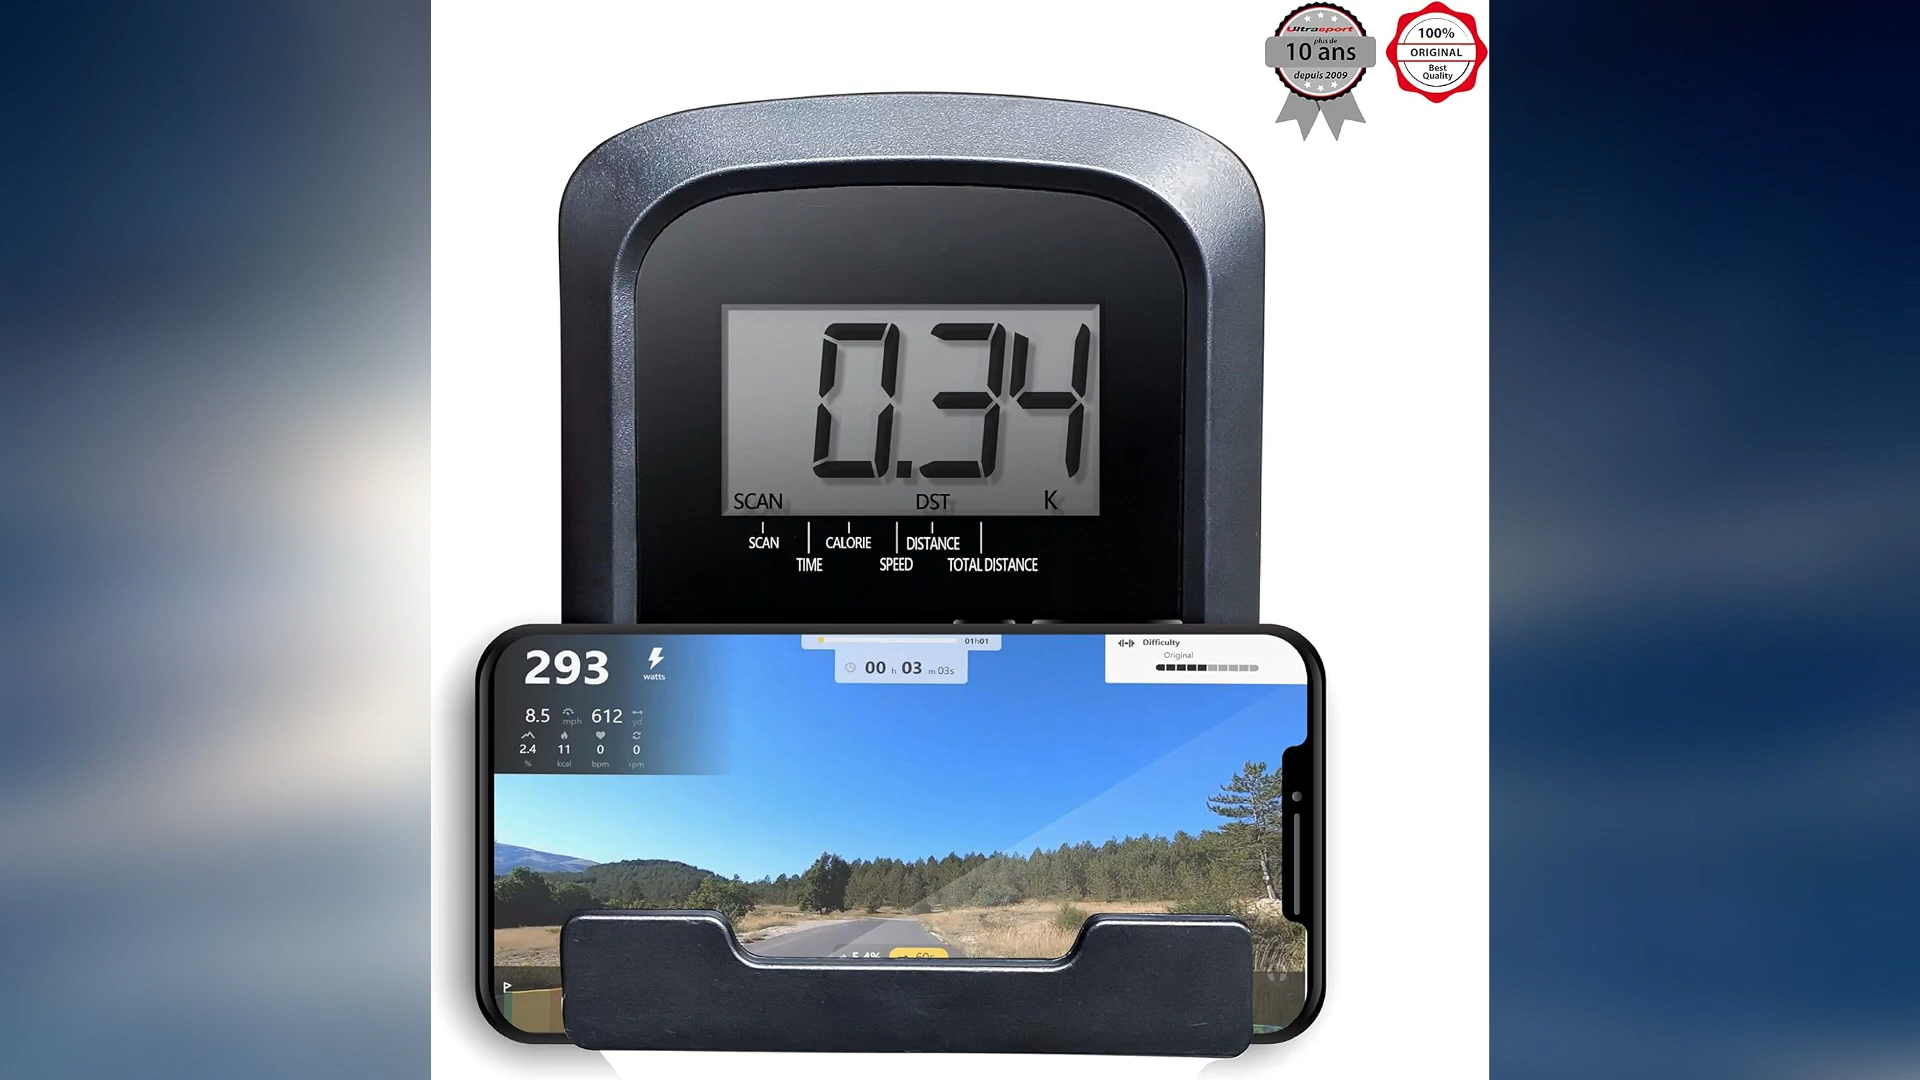 Ultrasport
plus de
10 ans
depuis 2009
100%
ORIGINAL
Best
Quality
0.34
SCAN DST K
SCAN CALORIE DISTANCE
TIME SPEED TOTAL DISTANCE
293 watts
01h01
00 h 03 m 03s
Difficulty
Original
8.5 mph 612 yd
2.4 11 0 0
% kcal bpm rpm
5.4%